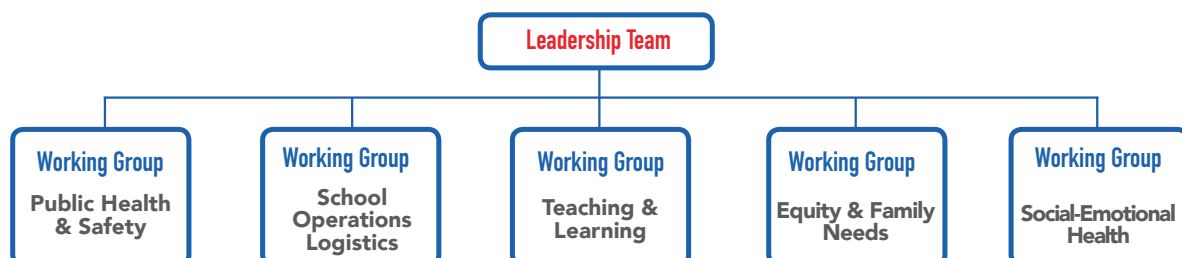 Leadership Team
Working Group
Public Health
& Safety
Working Group
School
Operations
Logistics
Working Group
Teaching &
Learning
Working Group
Equity & Family
Needs
Working Group
Social-Emotional
Health